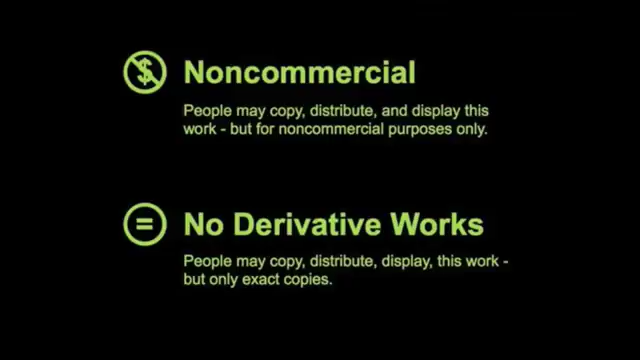 Noncommercial
People may copy, distribute, and display this
work - but for noncommercial purposes only.
No Derivative Works
People may copy, distribute, display, this work -
but only exact copies.